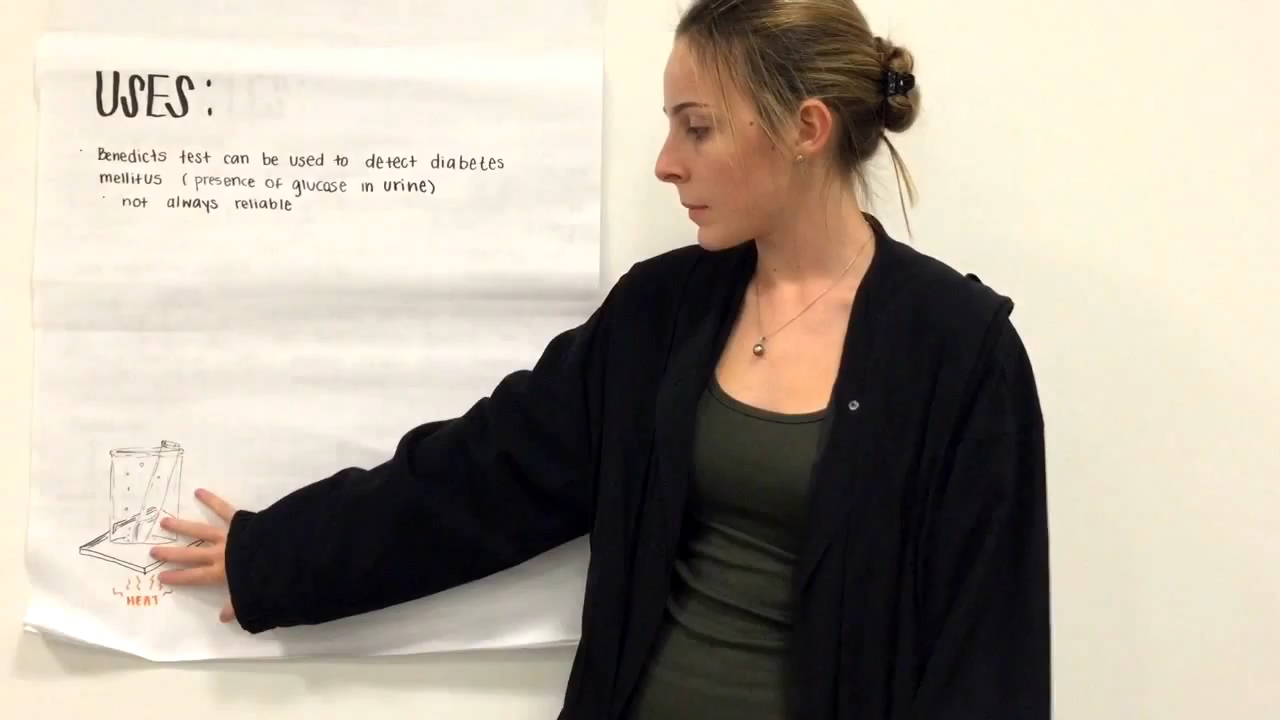 USES:
· Benedicts test can be used to detect diabetes
mellitus (presence of glucose in urine)
· not always reliable
HEAT